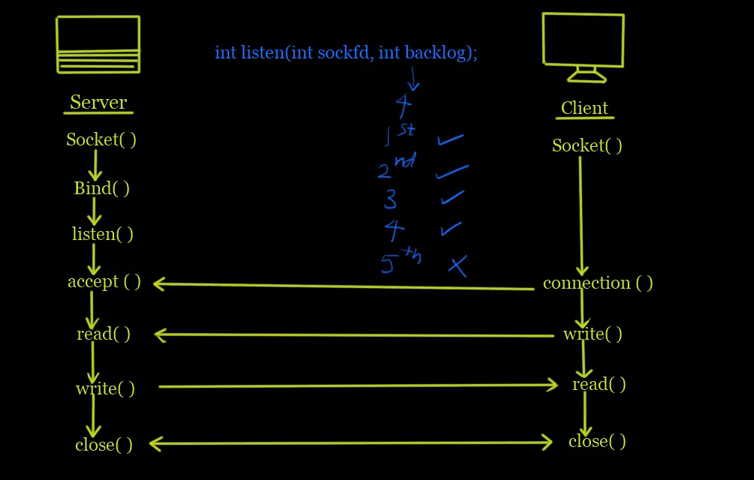 int listen(int sockfd, int backlog);
4
1st ✓
2nd ✓
3 ✓
4 ✓
5th ✗
Server
Socket( )
Bind( )
listen( )
accept ( )
read( )
write( )
close( )
Client
Socket( )
connection ( )
write( )
read( )
close( )